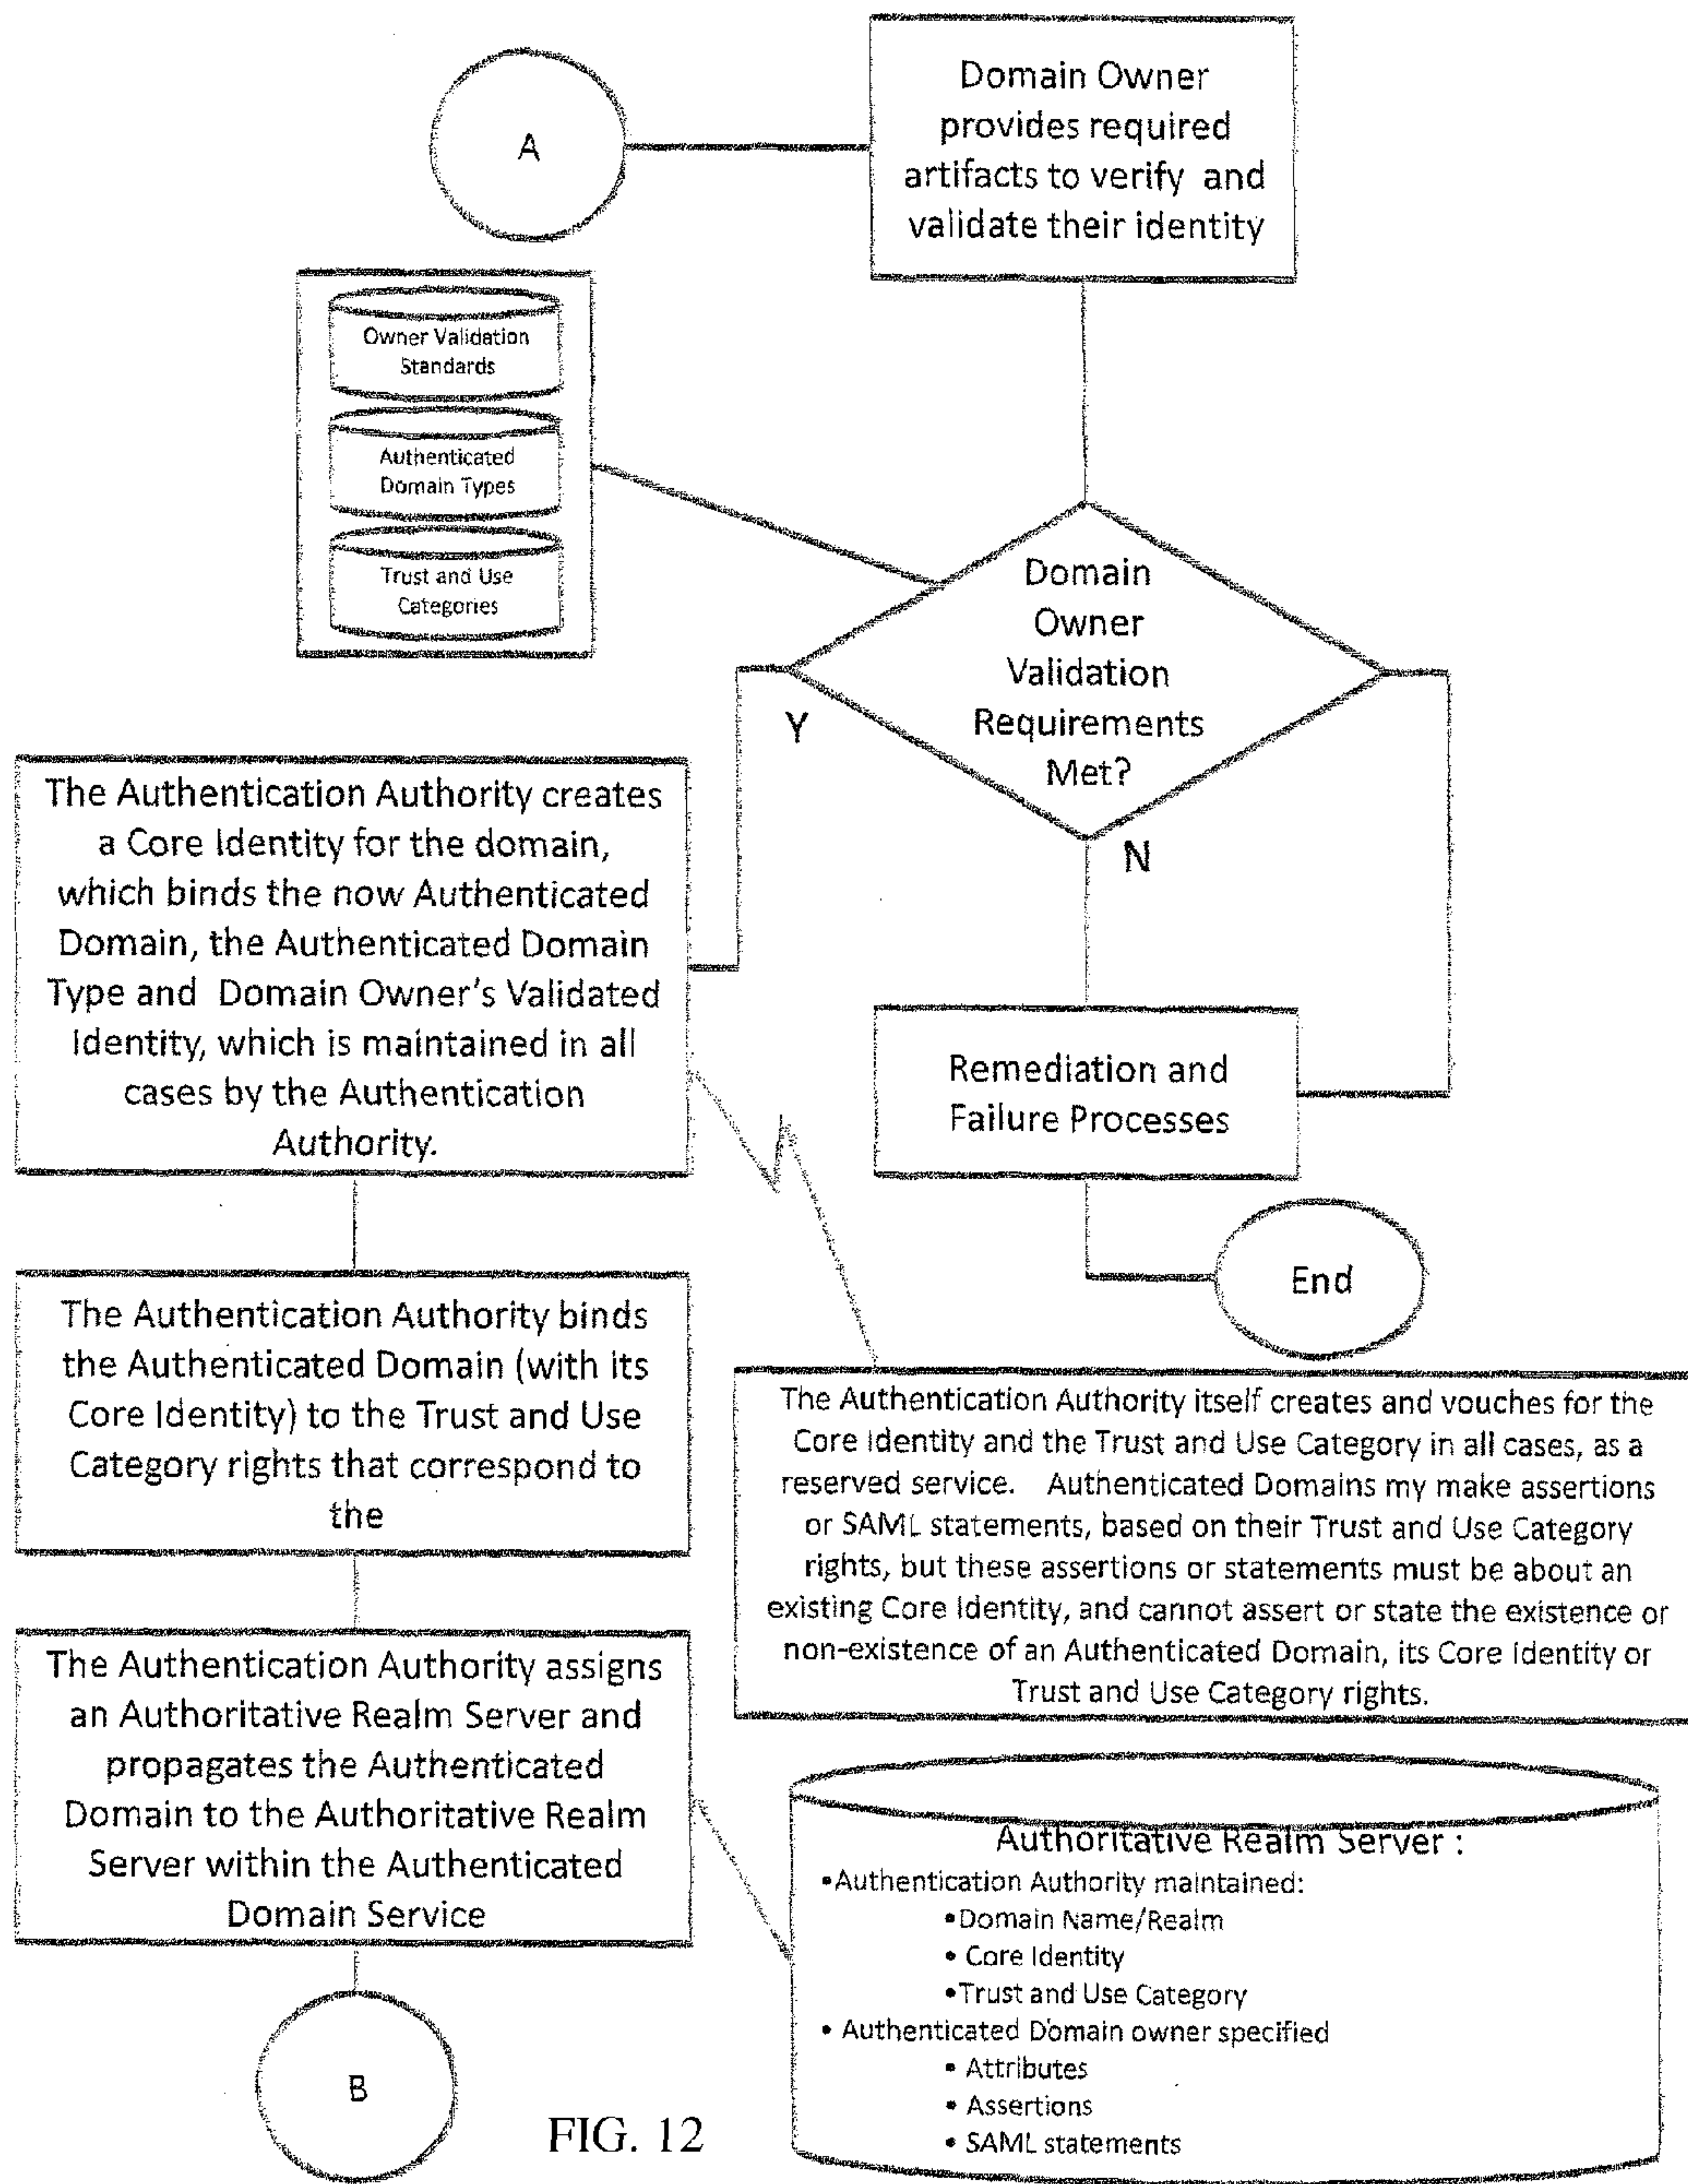 A
Domain Owner
provides required
artifacts to verify and
validate their identity
Owner Validation
Standards
Authenticated
Domain Types
Trust and Use
Categories
Domain
Owner
Validation
Requirements
Met?
Y
N
The Authentication Authority creates
a Core Identity for the domain,
which binds the now Authenticated
Domain, the Authenticated Domain
Type and Domain Owner's Validated
Identity, which is maintained in all
cases by the Authentication
Authority.
Remediation and
Failure Processes
End
The Authentication Authority binds
the Authenticated Domain (with its
Core Identity) to the Trust and Use
Category rights that correspond to
the
The Authentication Authority itself creates and vouches for the
Core Identity and the Trust and Use Category in all cases, as a
reserved service. Authenticated Domains my make assertions
or SAML statements, based on their Trust and Use Category
rights, but these assertions or statements must be about an
existing Core Identity, and cannot assert or state the existence or
non-existence of an Authenticated Domain, its Core Identity or
Trust and Use Category rights.
The Authentication Authority assigns
an Authoritative Realm Server and
propagates the Authenticated
Domain to the Authoritative Realm
Server within the Authenticated
Domain Service
Authoritative Realm Server :
•Authentication Authority maintained:
•Domain Name/Realm
• Core Identity
•Trust and Use Category
• Authenticated Domain owner specified
• Attributes
• Assertions
• SAML statements
B
FIG. 12